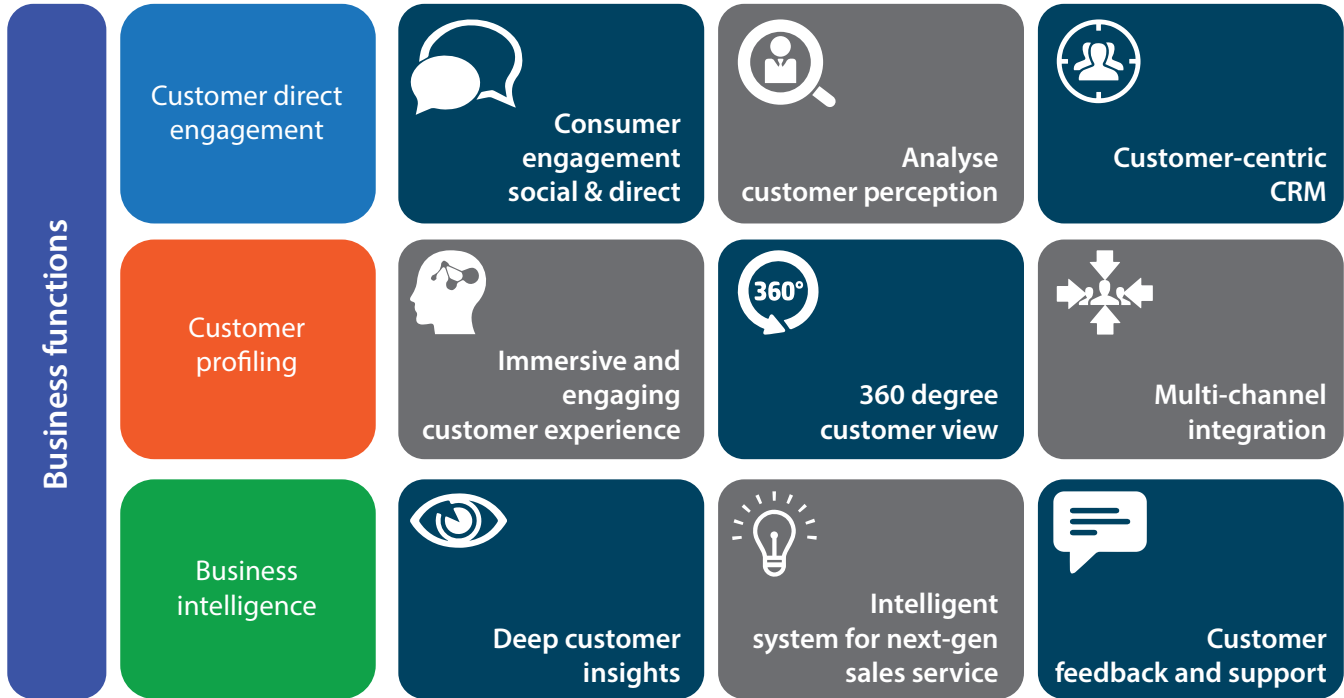 Business functions
Customer direct
engagement
Consumer
engagement
social & direct
Analyse
customer perception
Customer-centric
CRM
Customer
profiling
Immersive and
engaging
customer experience
360°
360 degree
customer view
Multi-channel
integration
Business
intelligence
Deep customer
insights
Intelligent
system for next-gen
sales service
Customer
feedback and support